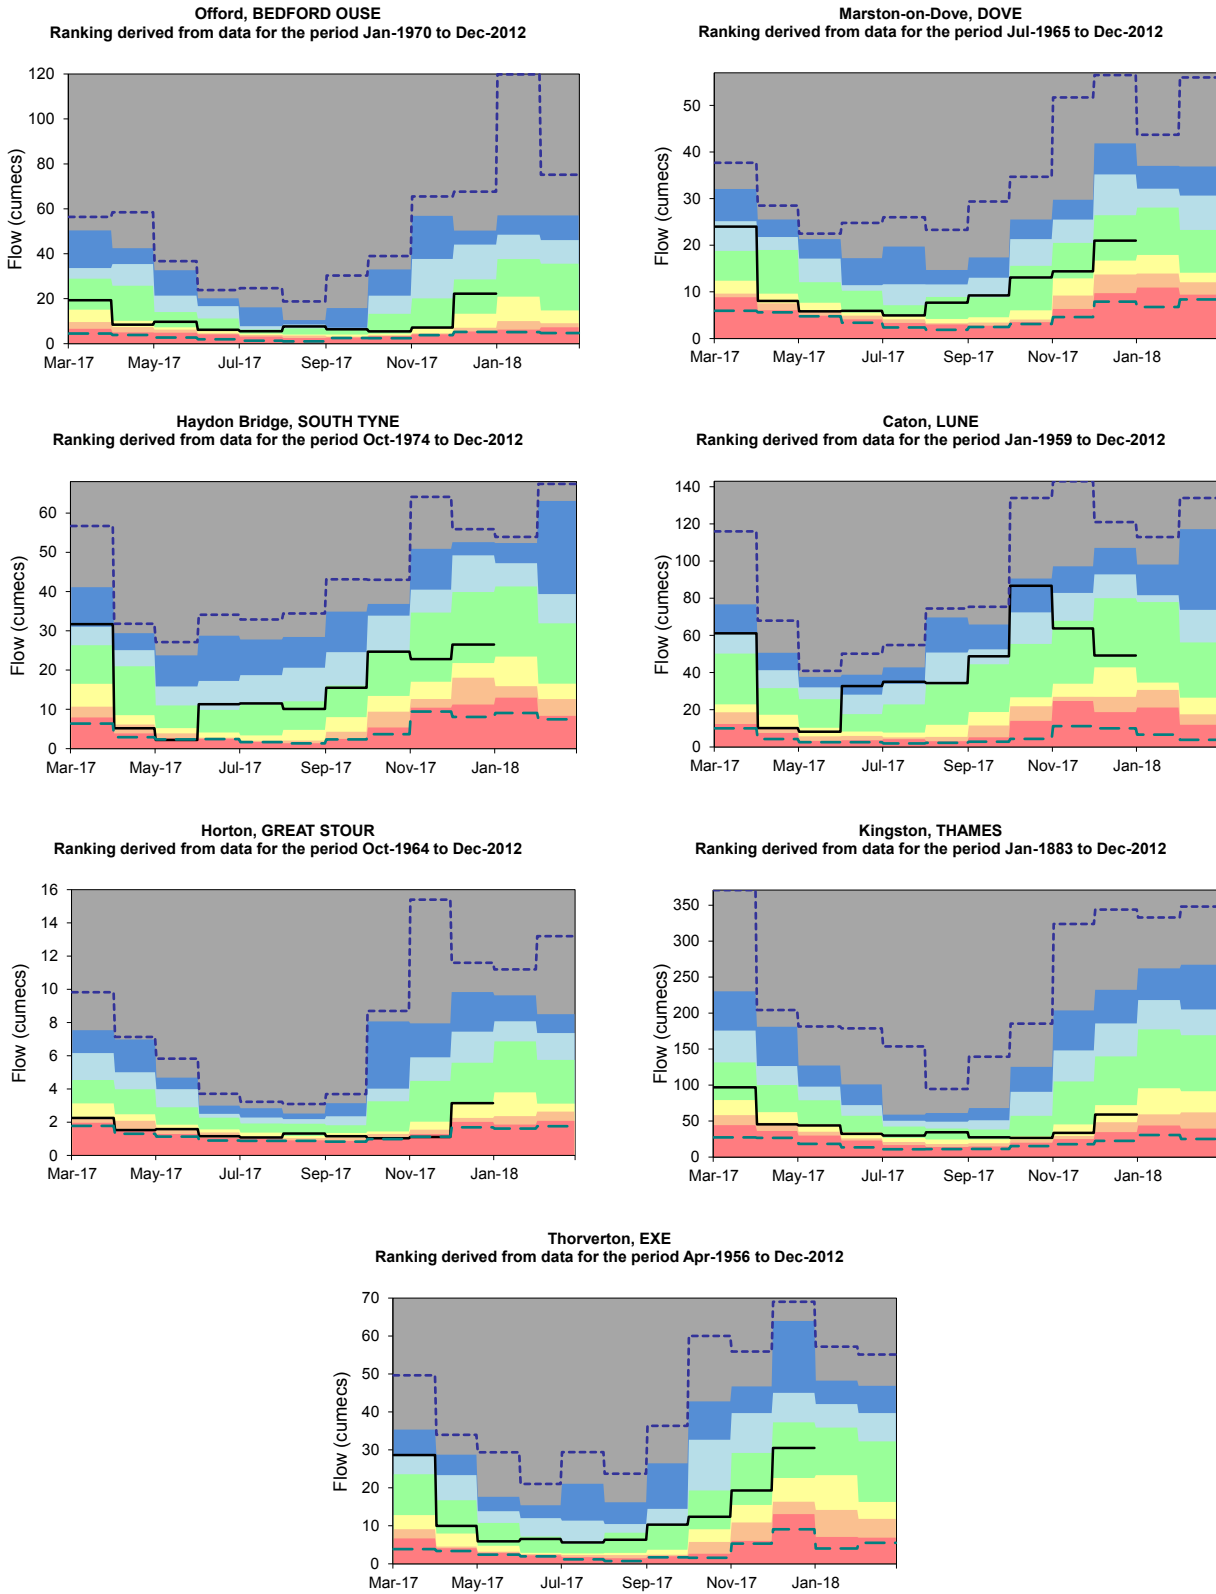 Offord, BEDFORD OUSE
Ranking derived from data for the period Jan-1970 to Dec-2012
Flow (cumecs)
120
100
80
60
40
20
0
Mar-17 May-17 Jul-17 Sep-17 Nov-17 Jan-18
Marston-on-Dove, DOVE
Ranking derived from data for the period Jul-1965 to Dec-2012
Flow (cumecs)
50
40
30
20
10
0
Mar-17 May-17 Jul-17 Sep-17 Nov-17 Jan-18
Haydon Bridge, SOUTH TYNE
Ranking derived from data for the period Oct-1974 to Dec-2012
Flow (cumecs)
60
50
40
30
20
10
0
Mar-17 May-17 Jul-17 Sep-17 Nov-17 Jan-18
Caton, LUNE
Ranking derived from data for the period Jan-1959 to Dec-2012
Flow (cumecs)
140
120
100
80
60
40
20
0
Mar-17 May-17 Jul-17 Sep-17 Nov-17 Jan-18
Horton, GREAT STOUR
Ranking derived from data for the period Oct-1964 to Dec-2012
Flow (cumecs)
16
14
12
10
8
6
4
2
0
Mar-17 May-17 Jul-17 Sep-17 Nov-17 Jan-18
Kingston, THAMES
Ranking derived from data for the period Jan-1883 to Dec-2012
Flow (cumecs)
350
300
250
200
150
100
50
0
Mar-17 May-17 Jul-17 Sep-17 Nov-17 Jan-18
Thorverton, EXE
Ranking derived from data for the period Apr-1956 to Dec-2012
Flow (cumecs)
70
60
50
40
30
20
10
0
Mar-17 May-17 Jul-17 Sep-17 Nov-17 Jan-18